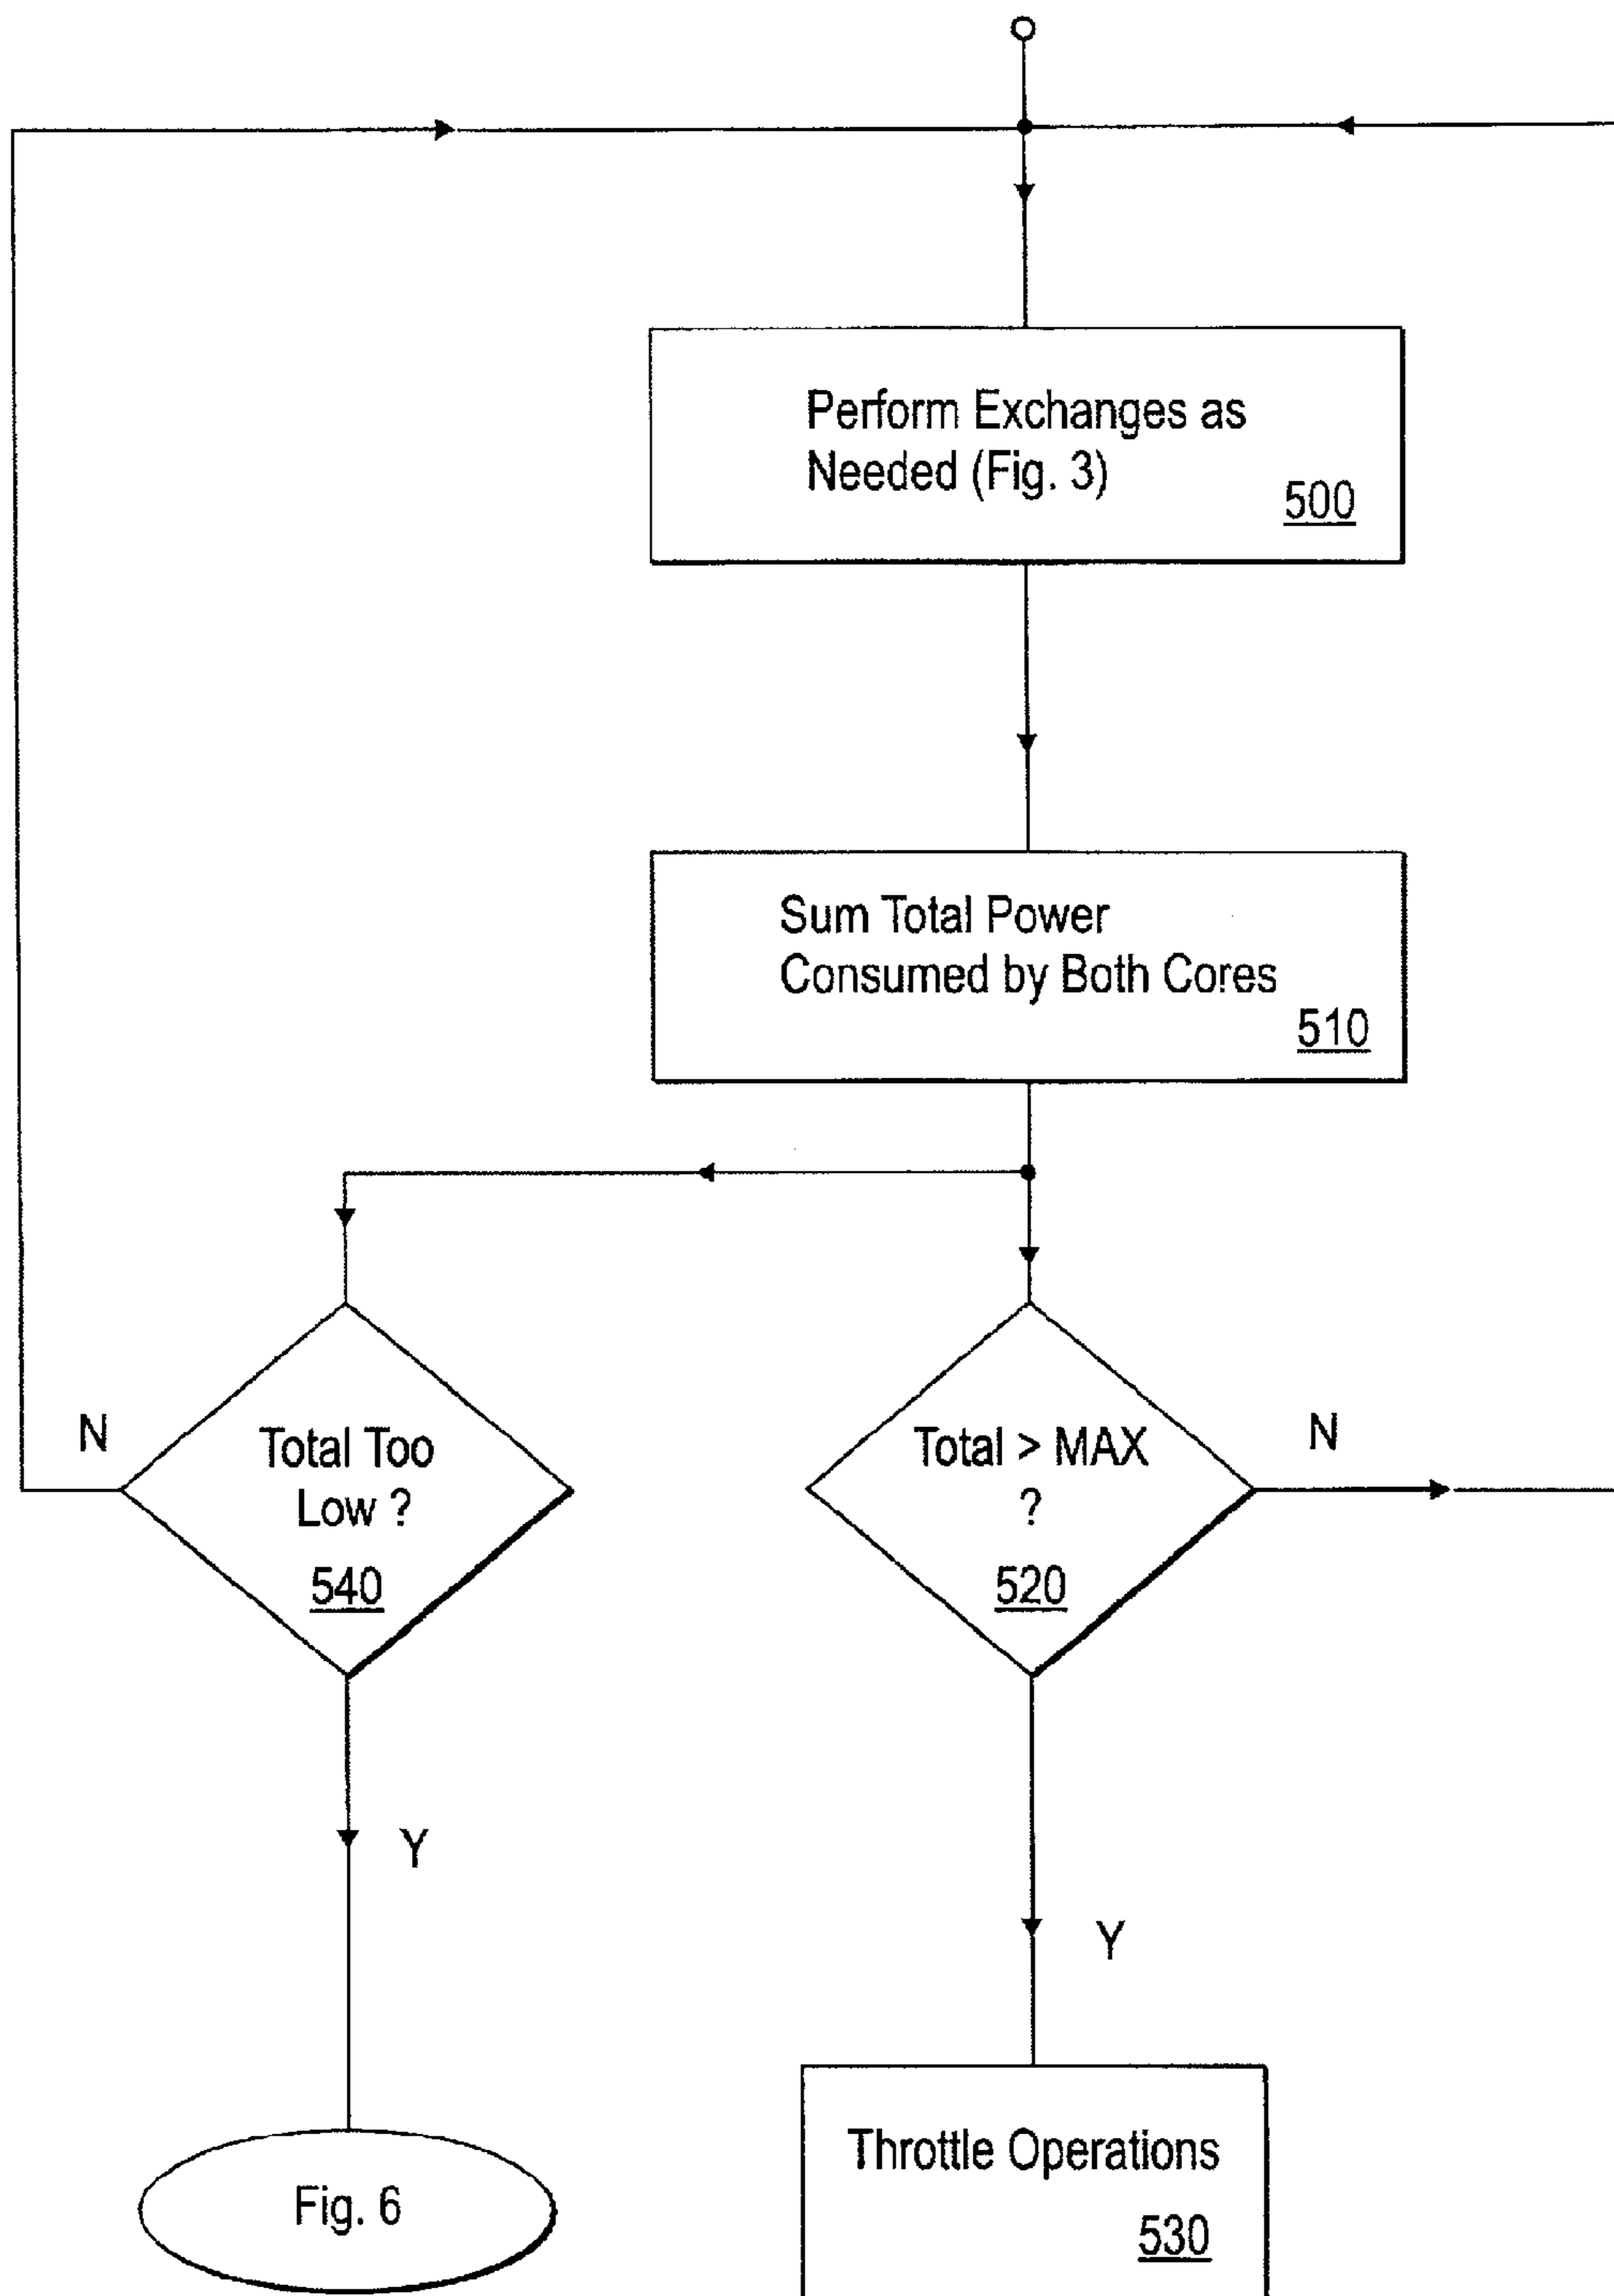 Perform Exchanges as
Needed (Fig. 3)
500
Sum Total Power
Consumed by Both Cores
510
N
Total Too
Low ?
540
Total > MAX
?
520
N
Y
Y
Fig. 6
Throttle Operations
530